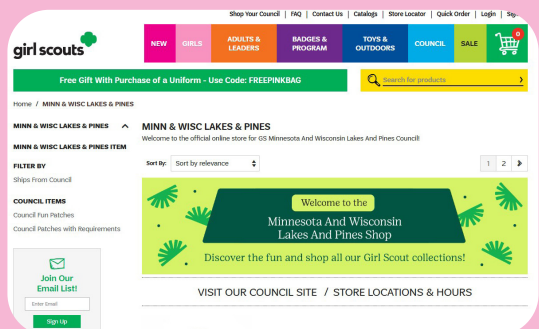 Shop Your Council | FAQ | Contact Us | Catalogs | Store Locator | Quick Order | Login |
girl scouts
NEW
GIRLS
ADULTS & LEADERS
BADGES & PROGRAM
TOYS & OUTDOORS
COUNCIL
SALE
0
Free Gift With Purchase of a Uniform - Use Code: FREEPINKBAG
Search for products
Home / MINN & WISC LAKES & PINES
MINN & WISC LAKES & PINES
MINN & WISC LAKES & PINES ITEM
FILTER BY
Ships From Council
COUNCIL ITEMS
Council Fun Patches
Council Patches with Requirements
Join Our
Email List!
Enter Email
Sign Up
MINN & WISC LAKES & PINES
Welcome to the official online store for GS Minnesota And Wisconsin Lakes And Pines Council!
Sort By: Sort by relevance
1 2
Welcome to the
Minnesota And Wisconsin
Lakes And Pines Shop
Discover the fun and shop all our Girl Scout collections!
VISIT OUR COUNCIL SITE / STORE LOCATIONS & HOURS